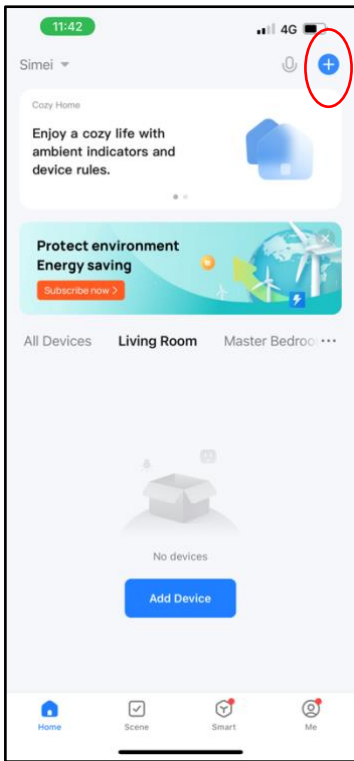 11:42
4G
Simei
Cozy Home
Enjoy a cozy life with
ambient indicators and
device rules.
Protect environment
Energy saving
Subscribe now >
All Devices Living Room Master Bedroo ···
No devices
Add Device
Home Scene Smart Me